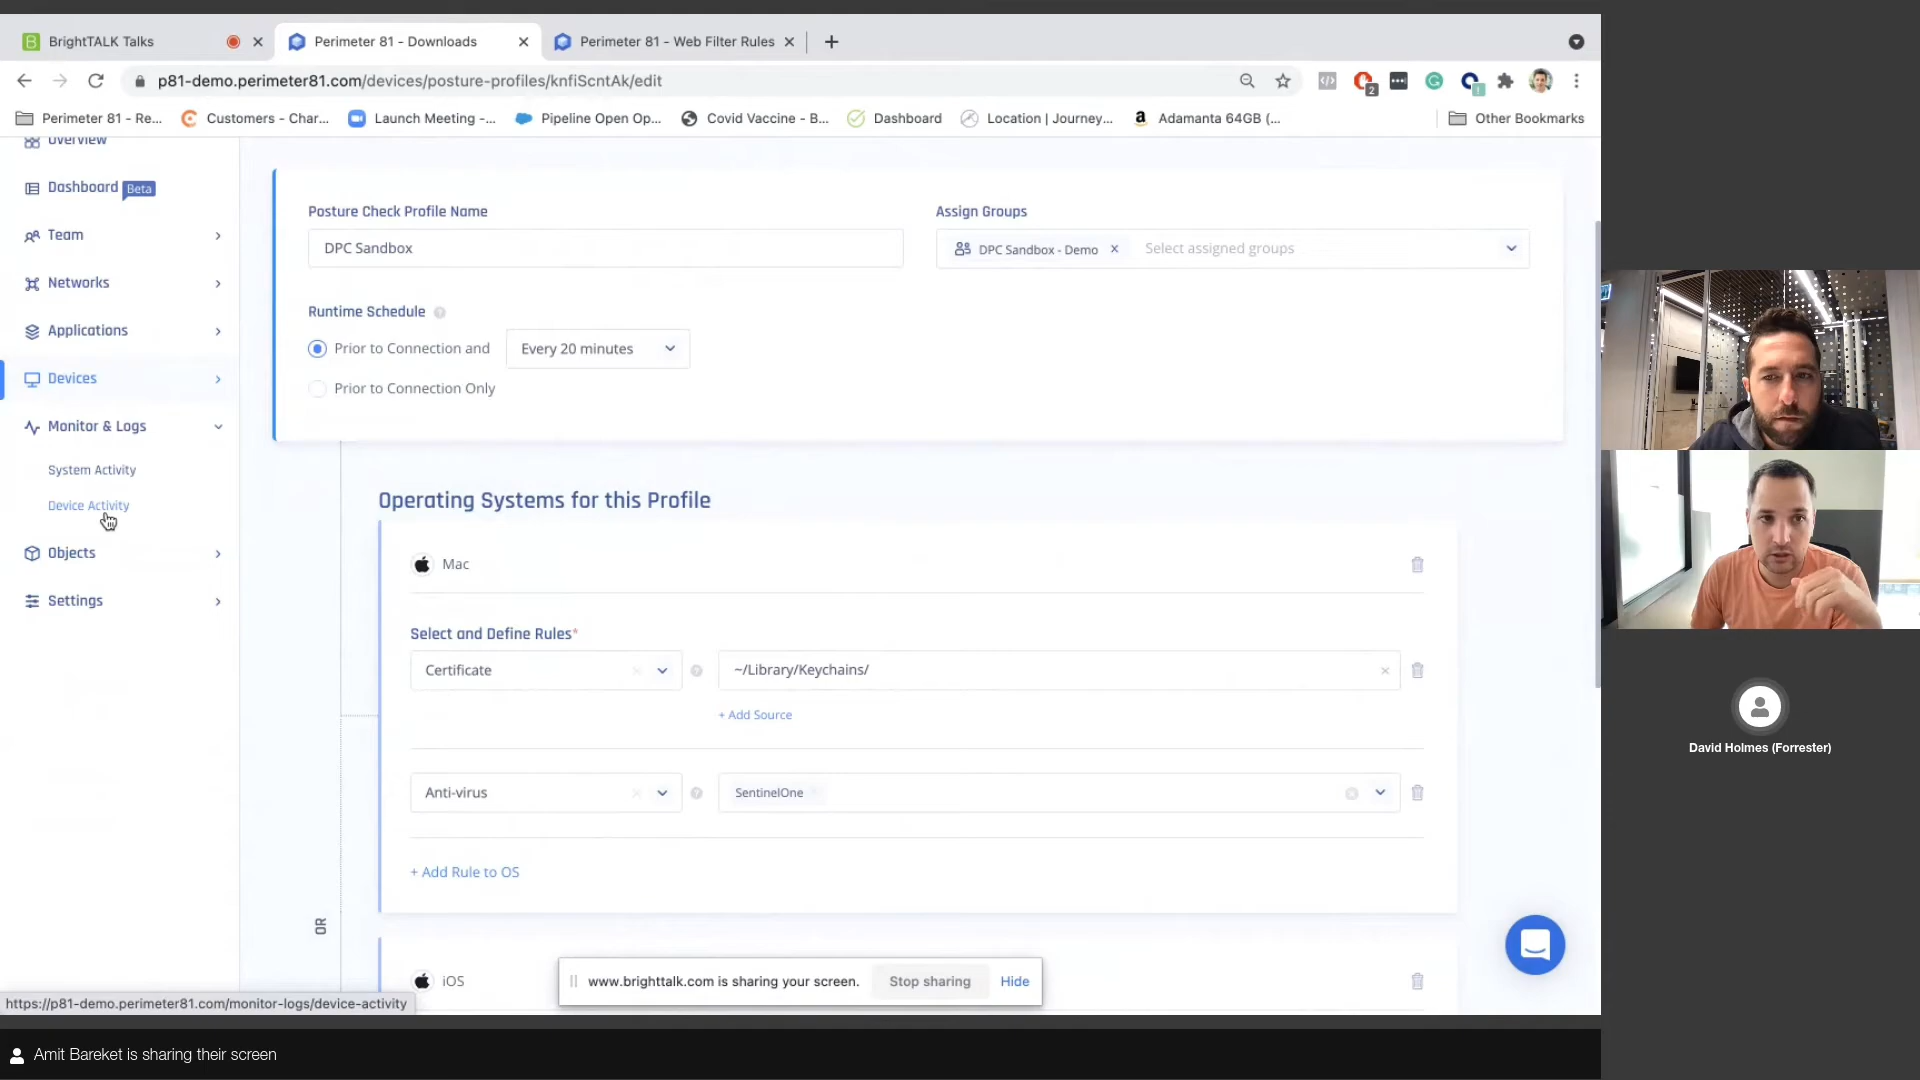 BrightTALK Talks
Perimeter 81 - Downloads
Perimeter 81 - Web Filter Rules
p81-demo.perimeter81.com/devices/posture-profiles/knfiScntAk/edit
2
1
Perimeter 81 - Re...
Customers - Char...
Launch Meeting -...
Pipeline Open Op...
Covid Vaccine - B...
Dashboard
Location | Journey...
Adamanta 64GB (...
Other Bookmarks
Overview
Dashboard Beta
Team
Networks
Applications
Devices
Monitor & Logs
System Activity
Device Activity
Objects
Settings
Posture Check Profile Name
DPC Sandbox
Assign Groups
DPC Sandbox - Demo
Select assigned groups
Runtime Schedule
Prior to Connection and
Every 20 minutes
Prior to Connection Only
Operating Systems for this Profile
Mac
Select and Define Rules*
Certificate
~/Library/Keychains/
+ Add Source
Anti-virus
SentinelOne
+ Add Rule to OS
OR
iOS
www.brighttalk.com is sharing your screen.
Stop sharing
Hide
https://p81-demo.perimeter81.com/monitor-logs/device-activity
Amit Bareket is sharing their screen
David Holmes (Forrester)